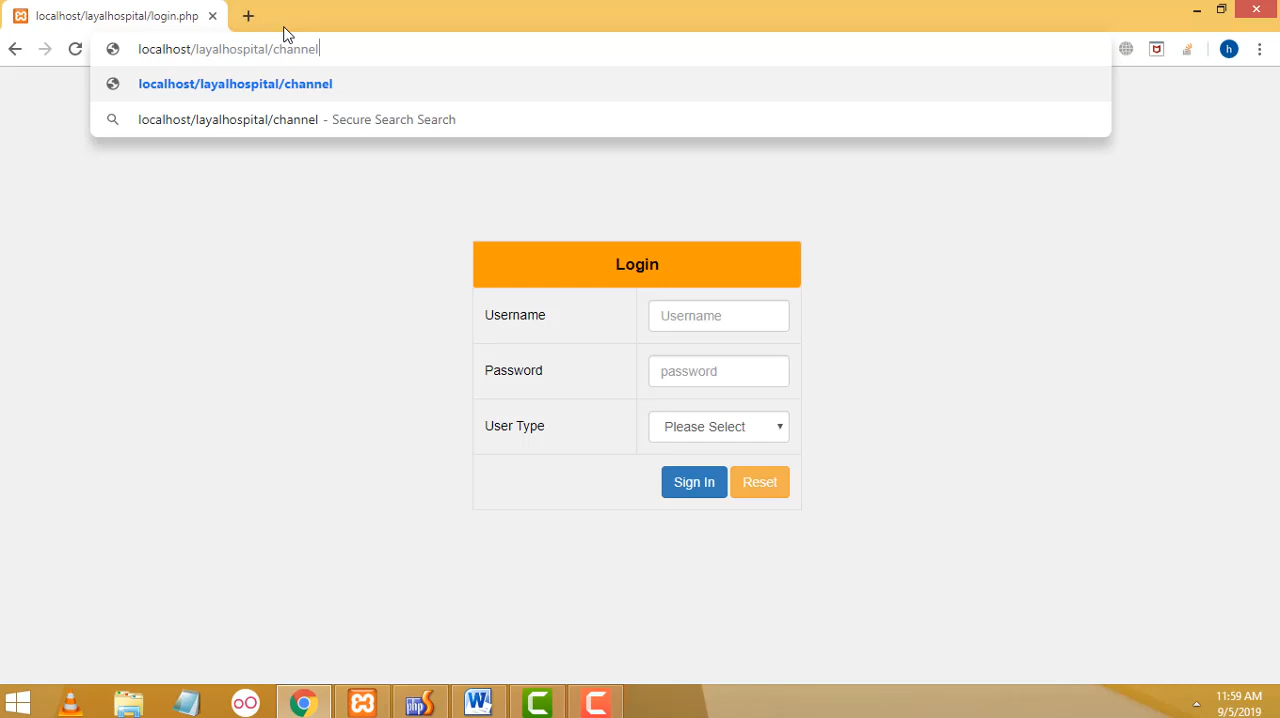 localhost/layalhospital/login.php
localhost/layalhospital/channel
localhost/layalhospital/channel
localhost/layalhospital/channel - Secure Search Search
h
Login
Username
Username
Password
password
User Type
Please Select
Sign In
Reset
php
W
C
C
11:59 AM
9/5/2019